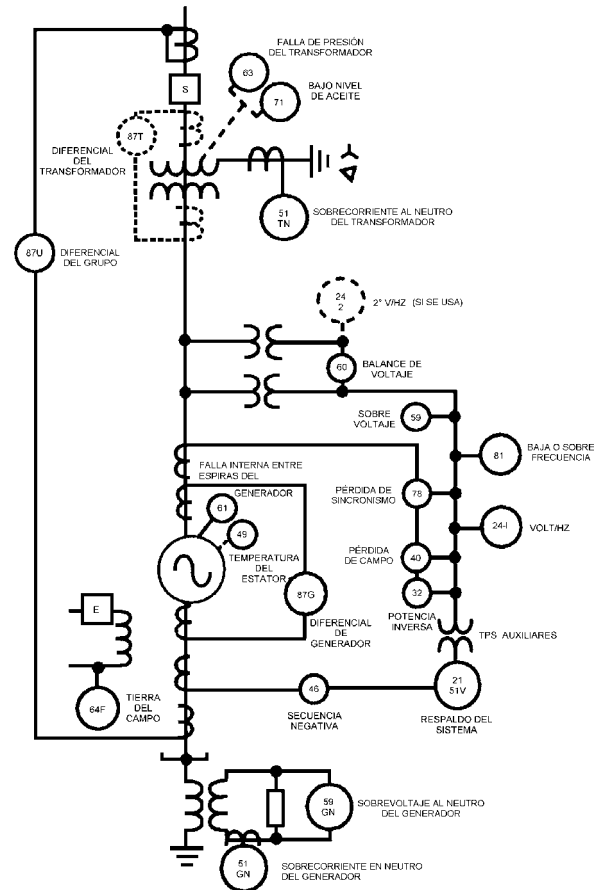 FALLA DE PRESIÓN
DEL TRANSFORMADOR
63
BAJO NIVEL
DE ACEITE
71
S
87T
DIFERENCIAL
DEL
TRANSFORMADOR
51
TN
SOBRECORRIENTE AL NEUTRO
DEL TRANSFORMADOR
87U
DIFERENCIAL
DEL GRUPO
24
2
2° V/HZ (SI SE USA)
60
BALANCE DE
VOLTAJE
SOBRE
VOLTAJE
59
81
BAJA O SOBRE
FRECUENCIA
FALLA INTERNA ENTRE
ESPIRAS DEL
GENERADOR
61
49
TEMPERATURA
DEL
ESTATOR
PÉRDIDA DE
SINCRONISMO
78
24-I
VOLT/HZ
PÉRDIDA
DE CAMPO
40
32
POTENCIA
INVERSA
87G
DIFERENCIAL
DE
GENERADOR
E
64F
TIERRA
DEL
CAMPO
TPS AUXILIARES
46
SECUENCIA
NEGATIVA
21
51V
RESPALDO DEL
SISTEMA
59
GN
SOBREVOLTAJE AL NEUTRO
DEL GENERADOR
51
GN
SOBRECORRIENTE EN NEUTRO
DEL GENERADOR